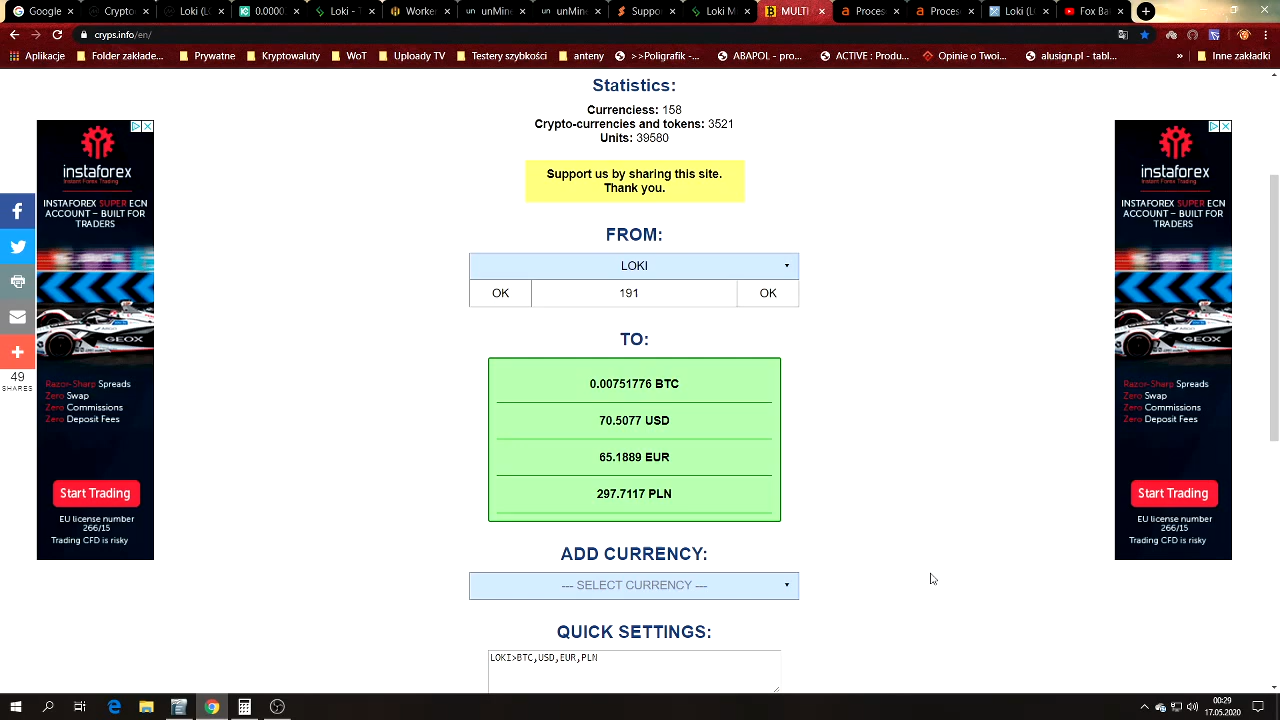 Google
Loki (L
0.0000
Loki - T
Worke
unMine
unMine
Suppo
Loki M
MULTI
Proces
Proces
Loki (L
Fox Ba
cryps.info/en/
Aplikacje
Folder zakłade...
Prywatne
Kryptowaluty
WoT
Uploady TV
Testery szybkości
anteny
>>Poligrafik -...
ABAPOL - pro...
ACTIVE : Produ...
Opinie o Twoi...
alusign.pl - tabl...
»
Inne zakładki
Statistics:
Currenciess: 158
Crypto-currencies and tokens: 3521
Units: 39580
Support us by sharing this site.
Thank you.
FROM:
LOKI
OK 191 OK
TO:
0.00751776 BTC
70.5077 USD
65.1889 EUR
297.7117 PLN
ADD CURRENCY:
--- SELECT CURRENCY ---
QUICK SETTINGS:
LOKI>BTC,USD,EUR,PLN
49
SHARES
instaforex
Instant Forex Trading
INSTAFOREX SUPER ECN
ACCOUNT – BUILT FOR
TRADERS
GEOX
Razor-Sharp Spreads
Zero Swap
Zero Commissions
Zero Deposit Fees
Start Trading
EU license number
266/15
Trading CFD is risky
instaforex
Instant Forex Trading
INSTAFOREX SUPER ECN
ACCOUNT – BUILT FOR
TRADERS
GEOX
Razor-Sharp Spreads
Zero Swap
Zero Commissions
Zero Deposit Fees
Start Trading
EU license number
266/15
Trading CFD is risky
00:29
17.05.2020